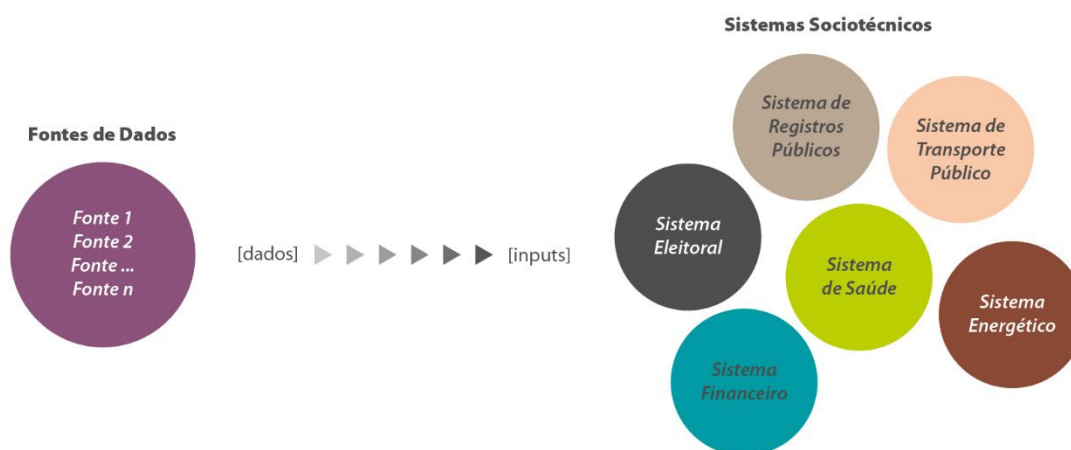 Fontes de Dados
Fonte 1
Fonte 2
Fonte ...
Fonte n
[dados]
[inputs]
Sistemas Sociotécnicos
Sistema de
Registros
Públicos
Sistema de
Transporte
Público
Sistema
Eleitoral
Sistema
de Saúde
Sistema
Energético
Sistema
Financeiro